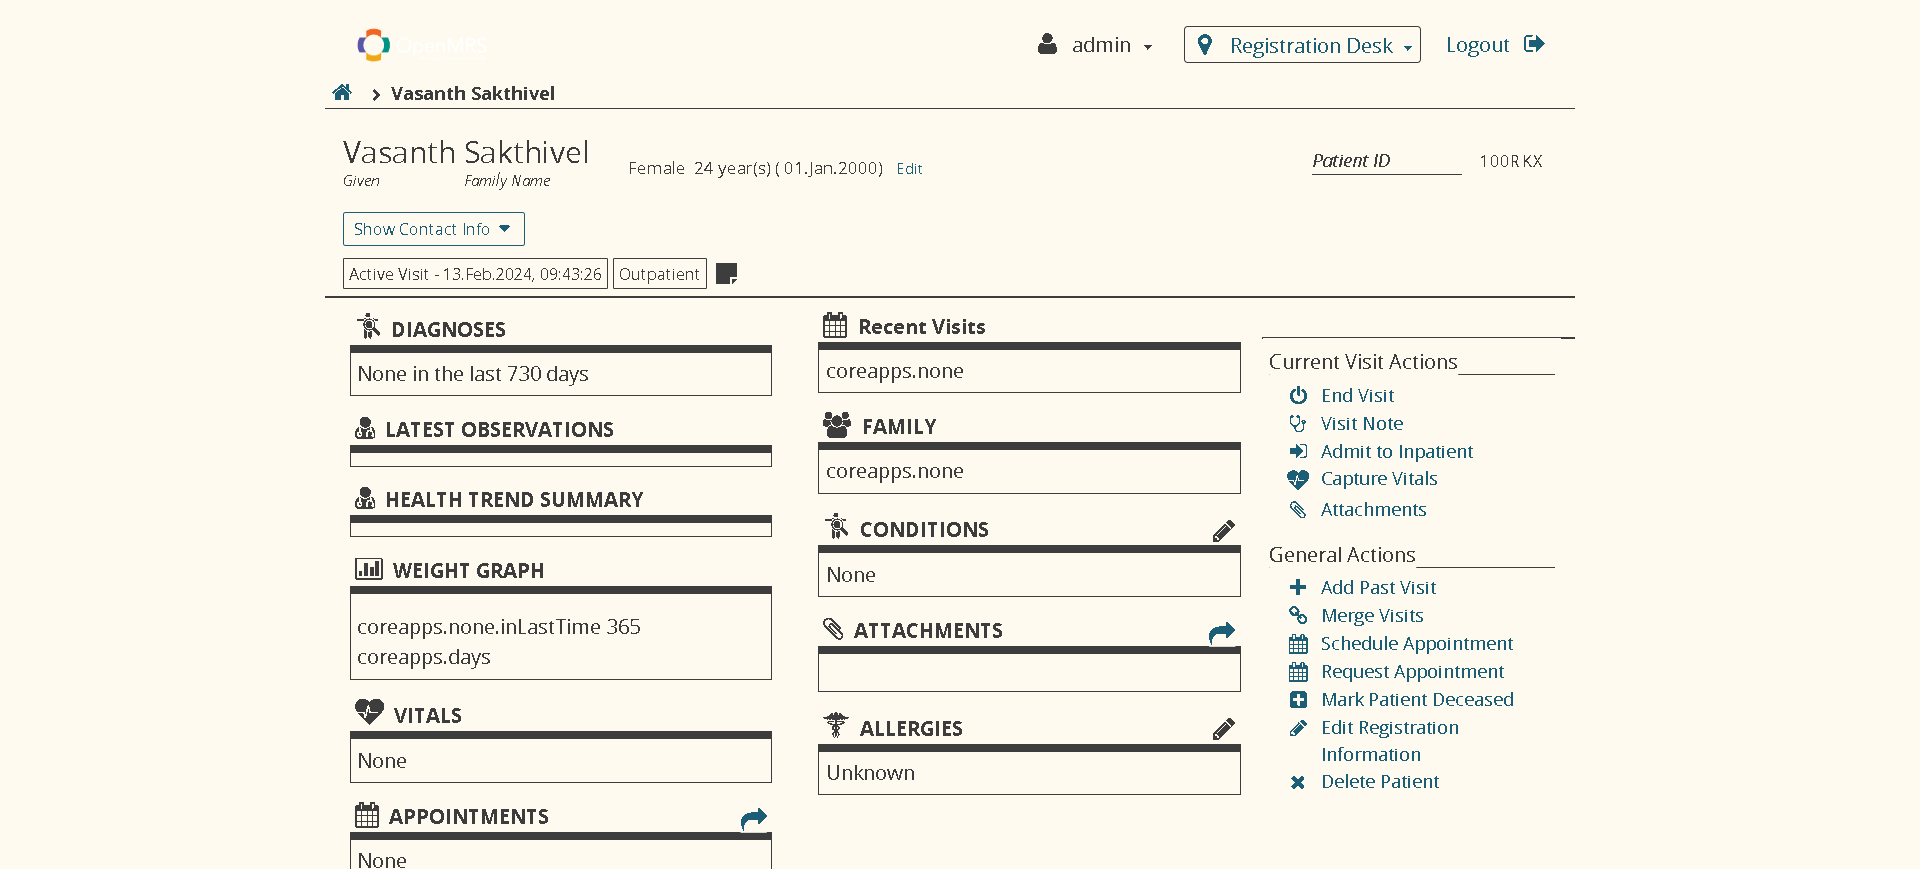 OpenMRS
admin
Registration Desk
Logout
Vasanth Sakthivel
Vasanth Sakthivel
Given
Family Name
Female 24 year(s) ( 01.Jan.2000) Edit
Patient ID
100RKX
Show Contact Info
Active Visit - 13.Feb.2024, 09:43:26
Outpatient
DIAGNOSES
None in the last 730 days
LATEST OBSERVATIONS
HEALTH TREND SUMMARY
WEIGHT GRAPH
coreapps.none.inLastTime 365
coreapps.days
VITALS
None
APPOINTMENTS
None
Recent Visits
coreapps.none
FAMILY
coreapps.none
CONDITIONS
None
ATTACHMENTS
ALLERGIES
Unknown
Current Visit Actions
End Visit
Visit Note
Admit to Inpatient
Capture Vitals
Attachments
General Actions
Add Past Visit
Merge Visits
Schedule Appointment
Request Appointment
Mark Patient Deceased
Edit Registration
Information
Delete Patient